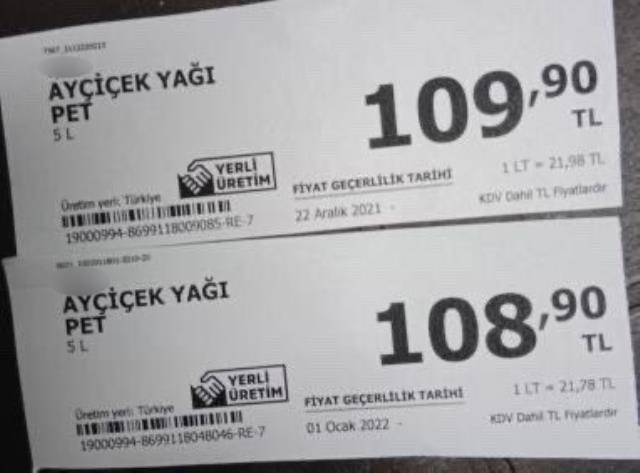 AYÇİÇEK YAĞI
PET
5 L
109,90
TL
YERLİ
ÜRETİM
Üretim yeri: Türkiye
19000994-8699118009085-RE-7
FİYAT GEÇERLİLİK TARİHİ
22 Aralık 2021 -
1 LT = 21,98 TL
KDV Dahil TL Fiyatlarıdır
AYÇİÇEK YAĞI
PET
5 L
108,90
TL
YERLİ
ÜRETİM
Üretim yeri: Türkiye
19000994-8699118048046-RE-7
FİYAT GEÇERLİLİK TARİHİ
01 Ocak 2022 -
1 LT = 21,78 TL
KDV Dahil TL Fiyatlarıdır